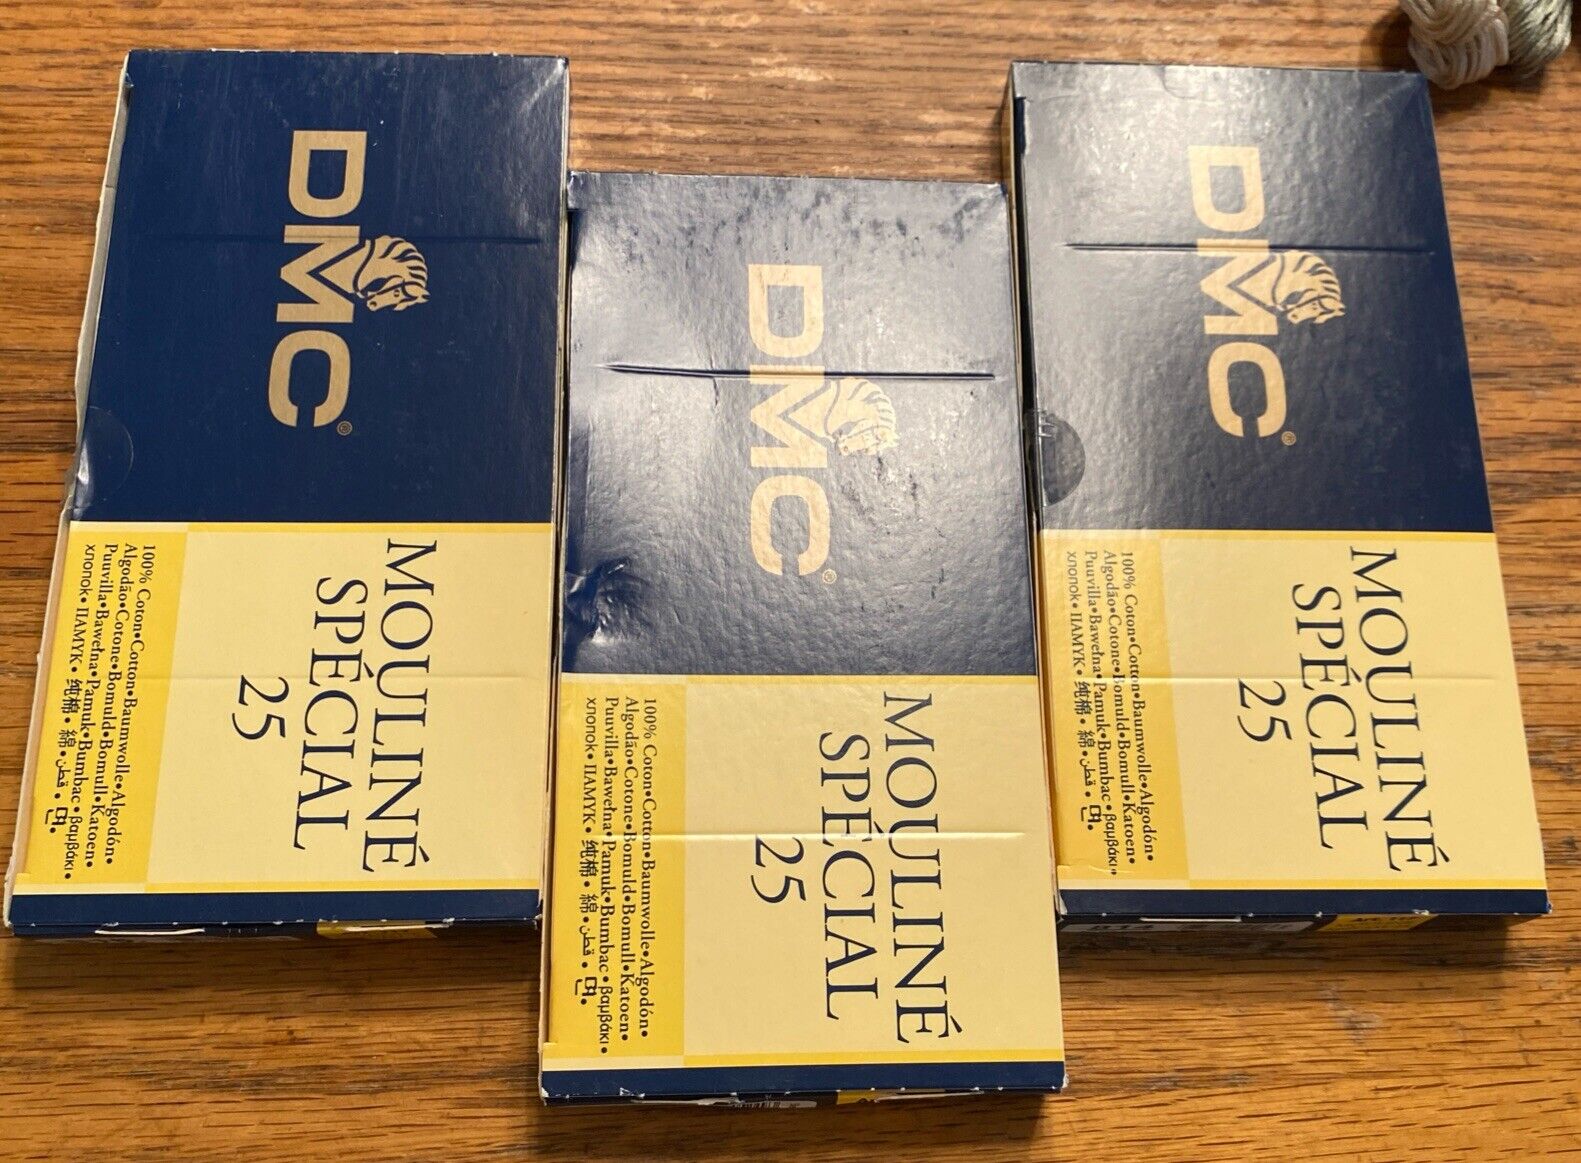 DMC®
MOULINÉ
SPÉCIAL
25
100% Coton•Cotton•Baumwolle•Algodón•
Algodão•Cotone•Bomuld•Bomull•Katoen•
Puuvilla•Bawełna•Pamuk•Bumbac•βαμβάκι•
хлопок•ПАМУК•纯棉•綿•قطن•면•
DMC®
MOULINÉ
SPÉCIAL
25
100% Coton•Cotton•Baumwolle•Algodón•
Algodão•Cotone•Bomuld•Bomull•Katoen•
Puuvilla•Bawełna•Pamuk•Bumbac•βαμβάκι•
хлопок•ПАМУК•纯棉•綿•قطن•면•
DMC®
MOULINÉ
SPÉCIAL
25
100% Coton•Cotton•Baumwolle•Algodón•
Algodão•Cotone•Bomuld•Bomull•Katoen•
Puuvilla•Bawełna•Pamuk•Bumbac•βαμβάκι•
хлопок•ПАМУК•纯棉•綿•قطن•면•